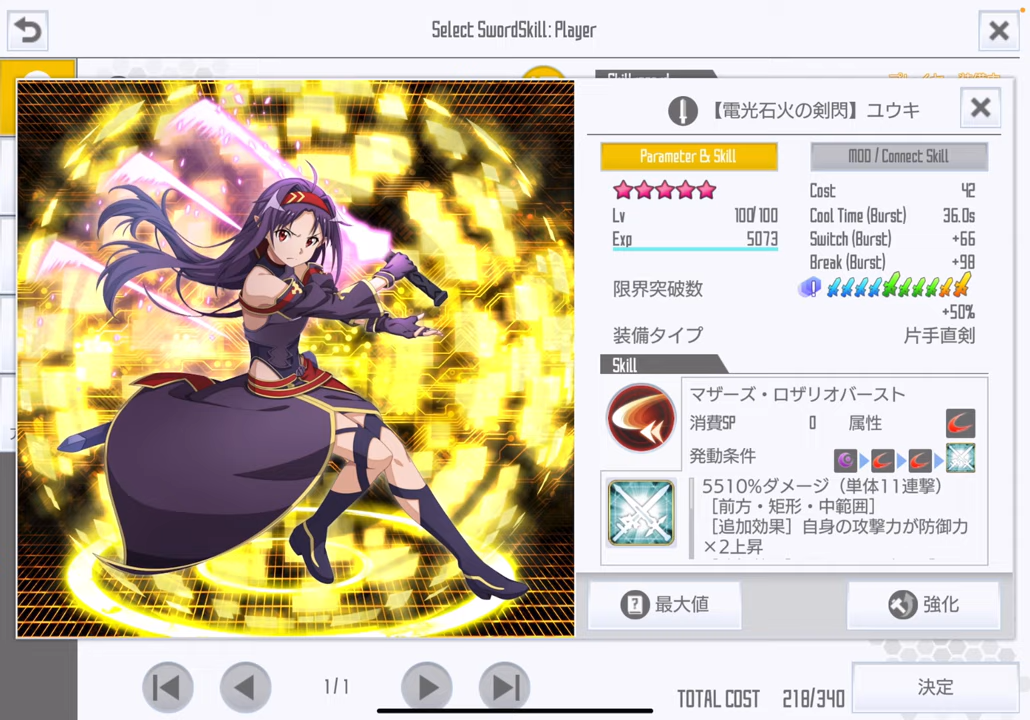 Select SwordSkill: Player
【電光石火の剣閃】ユウキ
Parameter & Skill
MOD / Connect Skill
Lv 100/100
Exp 5073
Cost 42
Cool Time (Burst) 36.0s
Switch (Burst) +66
Break (Burst) +98
限界突破数
+50%
装備タイプ 片手直剣
Skill
マザーズ・ロザリオバースト
消費SP 0 属性
発動条件
5510%ダメージ（単体11連撃）
［前方・矩形・中範囲］
［追加効果］自身の攻撃力が防御力
×2上昇
最大値
強化
1/1
TOTAL COST 218/340
決定